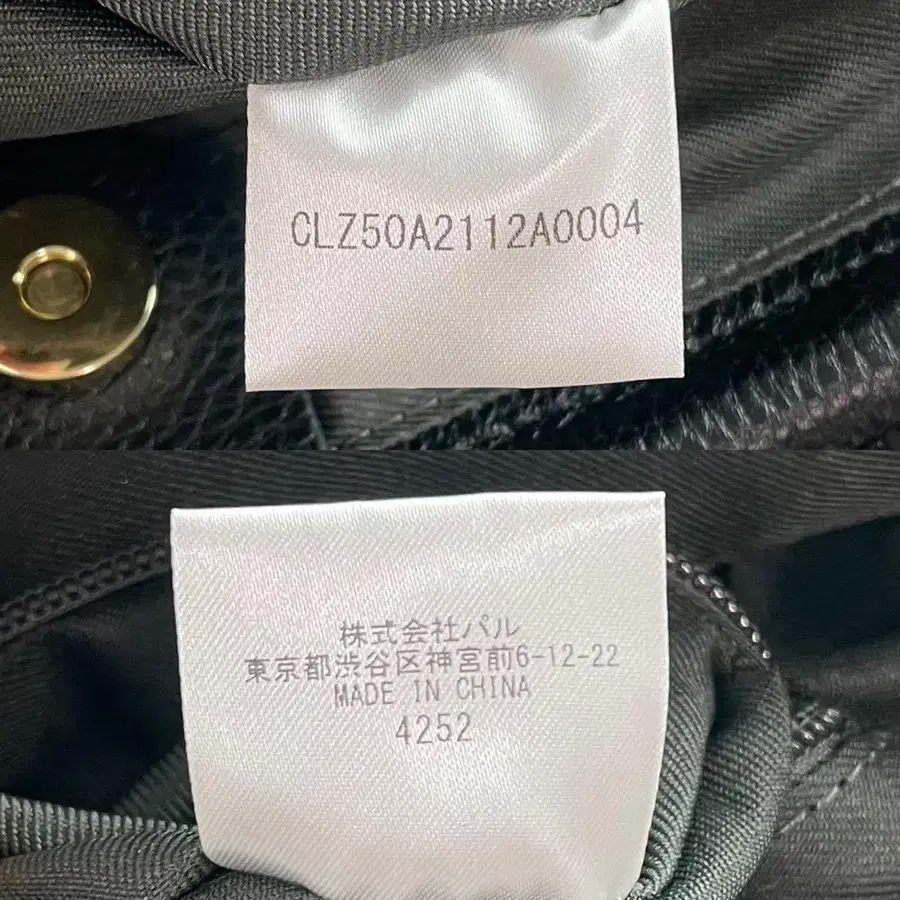 CLZ50A2112A0004
株式会社パル
東京都渋谷区神宮前6-12-22
MADE IN CHINA
4252